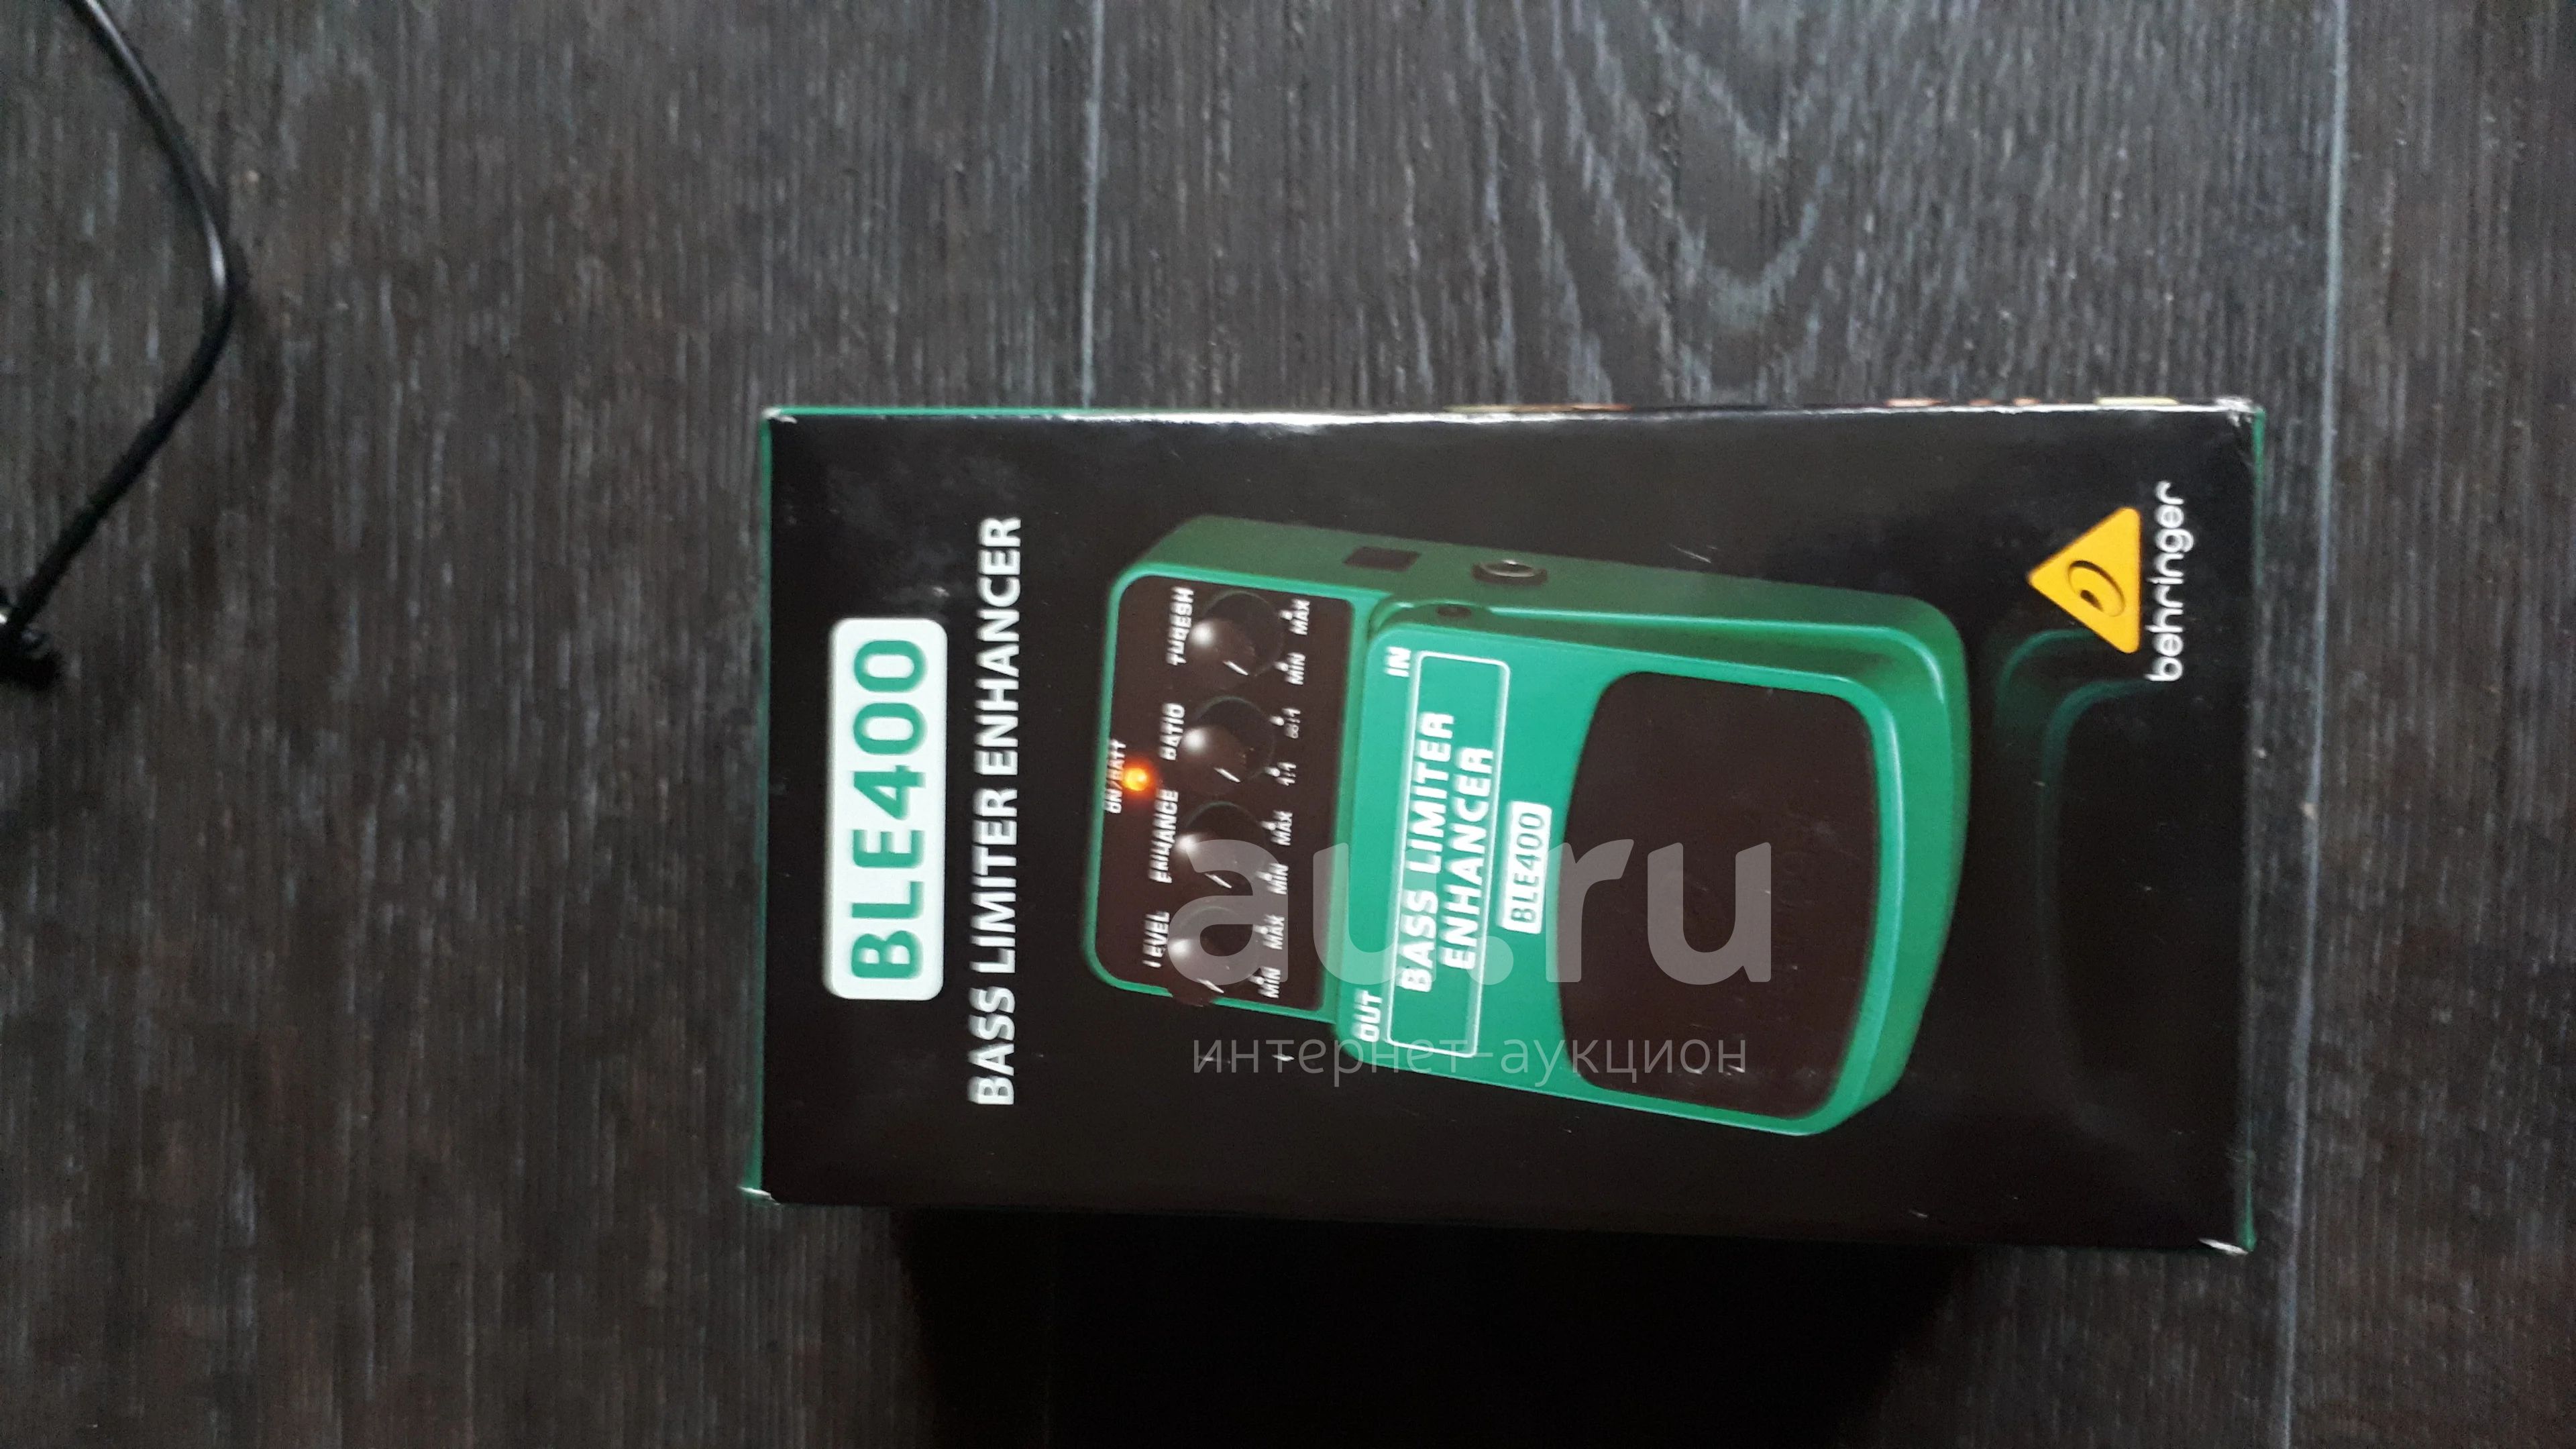 BLE400
BASS LIMITER ENHANCER
ON/BATT
LEVEL ENHANCE RATIO THRESH
MIN MAX MIN MAX 1:1 ∞:1 MIN MAX
OUT IN
BASS LIMITER
ENHANCER
BLE400
behringer
au.ru
интернет-аукцион